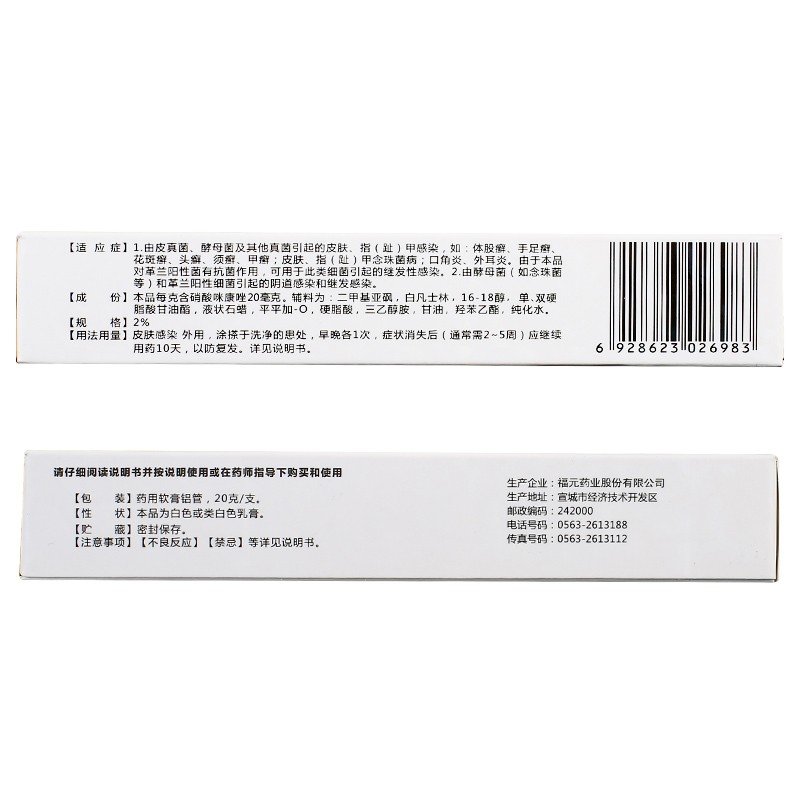 【适 应 症】1.由皮真菌、酵母菌及其他真菌引起的皮肤、指（趾）甲感染，如：体股癣、手足癣、
花斑癣、头癣、须癣、甲癣；皮肤、指（趾）甲念珠菌病；口角炎、外耳炎。由于本品
对革兰阳性菌有抗菌作用，可用于此类细菌引起的继发性感染。2.由酵母菌（如念珠菌
等）和革兰阳性细菌引起的阴道感染和继发感染。
【成 份】本品每克含硝酸咪康唑20毫克。辅料为：二甲基亚砜，白凡士林，16-18醇，单、双硬
脂酸甘油酯，液状石蜡，平平加-O，硬脂酸，三乙醇胺，甘油，羟苯乙酯，纯化水。
【规 格】2%
【用法用量】皮肤感染 外用，涂搽于洗净的患处，早晚各1次，症状消失后（通常需2~5周）应继续
用药10天，以防复发。详见说明书。
6 928623 026983
请仔细阅读说明书并按说明使用或在药师指导下购买和使用
【包 装】药用软膏铝管，20克/支。
【性 状】本品为白色或类白色乳膏。
【贮 藏】密封保存。
【注意事项】【不良反应】【禁忌】等详见说明书。
生产企业：福元药业股份有限公司
生产地址：宣城市经济技术开发区
邮政编码：242000
电话号码：0563-2613188
传真号码：0563-2613112